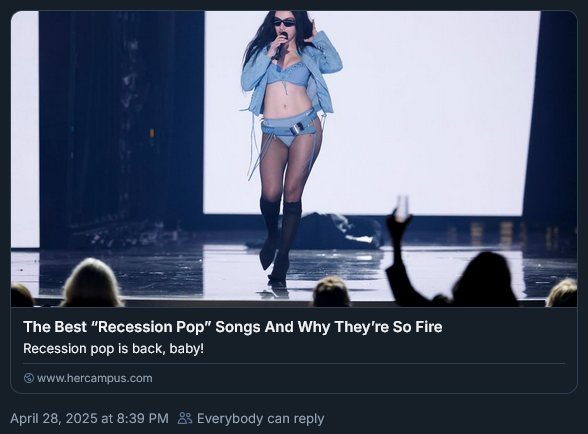 The Best “Recession Pop” Songs And Why They’re So Fire
Recession pop is back, baby!
www.hercampus.com
April 28, 2025 at 8:39 PM Everybody can reply